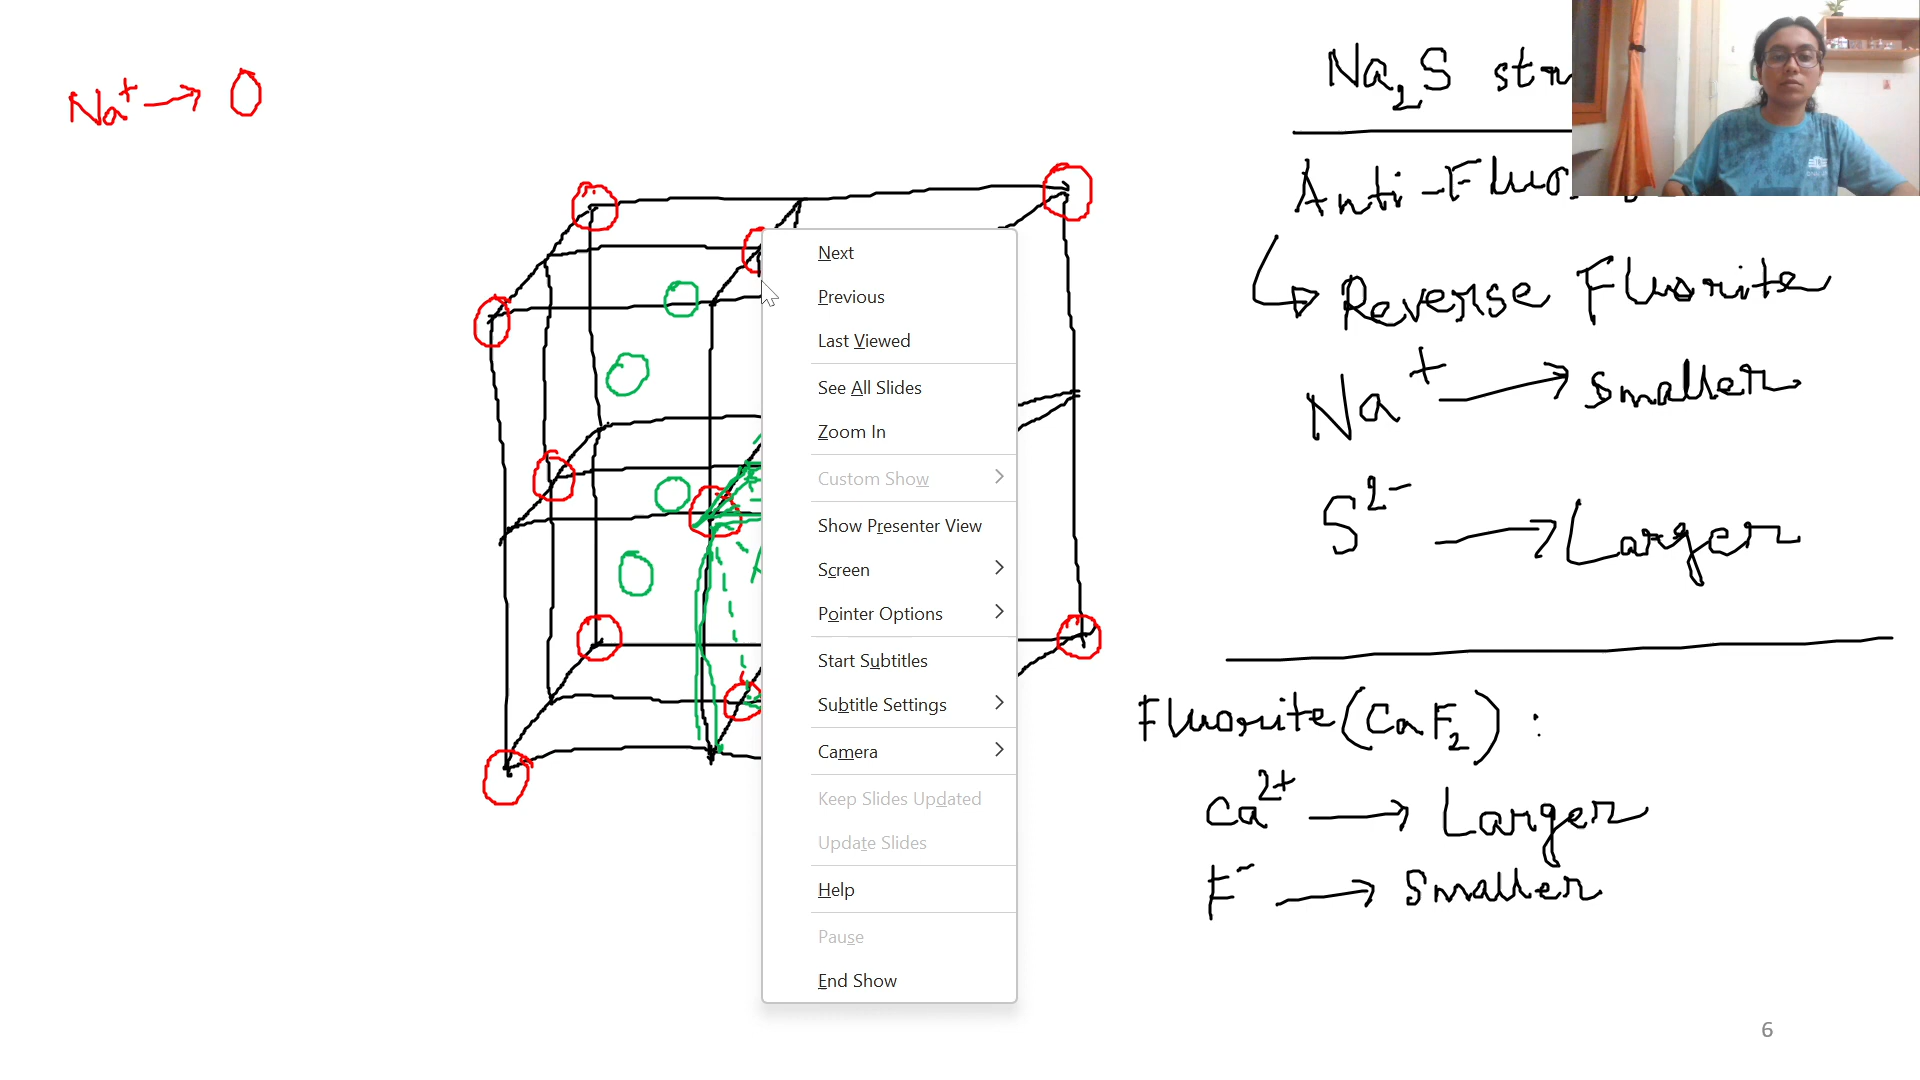 Na⁺ → O
Na₂S str
Anti-Fluo
↳ Reverse Fluorite
Na⁺ → Smaller
S²⁻ → Larger
Fluorite (CaF₂) :
Ca²⁺ → Larger
F⁻ → Smaller
Next
Previous
Last Viewed
See All Slides
Zoom In
Custom Show
Show Presenter View
Screen
Pointer Options
Start Subtitles
Subtitle Settings
Camera
Keep Slides Updated
Update Slides
Help
Pause
End Show
6